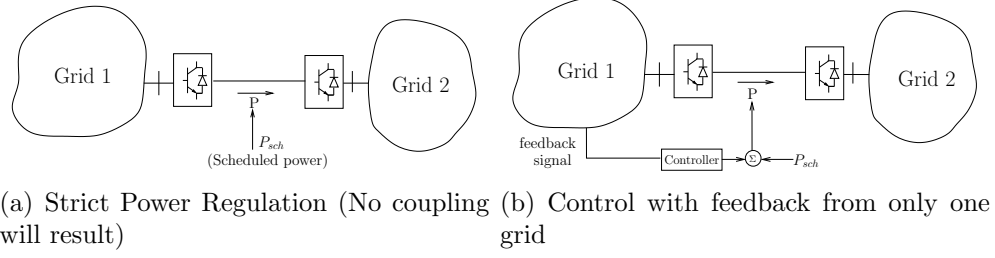 Grid 1
Grid 2
P
P_sch
(Scheduled power)
Grid 1
Grid 2
P
feedback
signal
Controller
Σ
P_sch
(a) Strict Power Regulation (No coupling
will result)
(b) Control with feedback from only one
grid